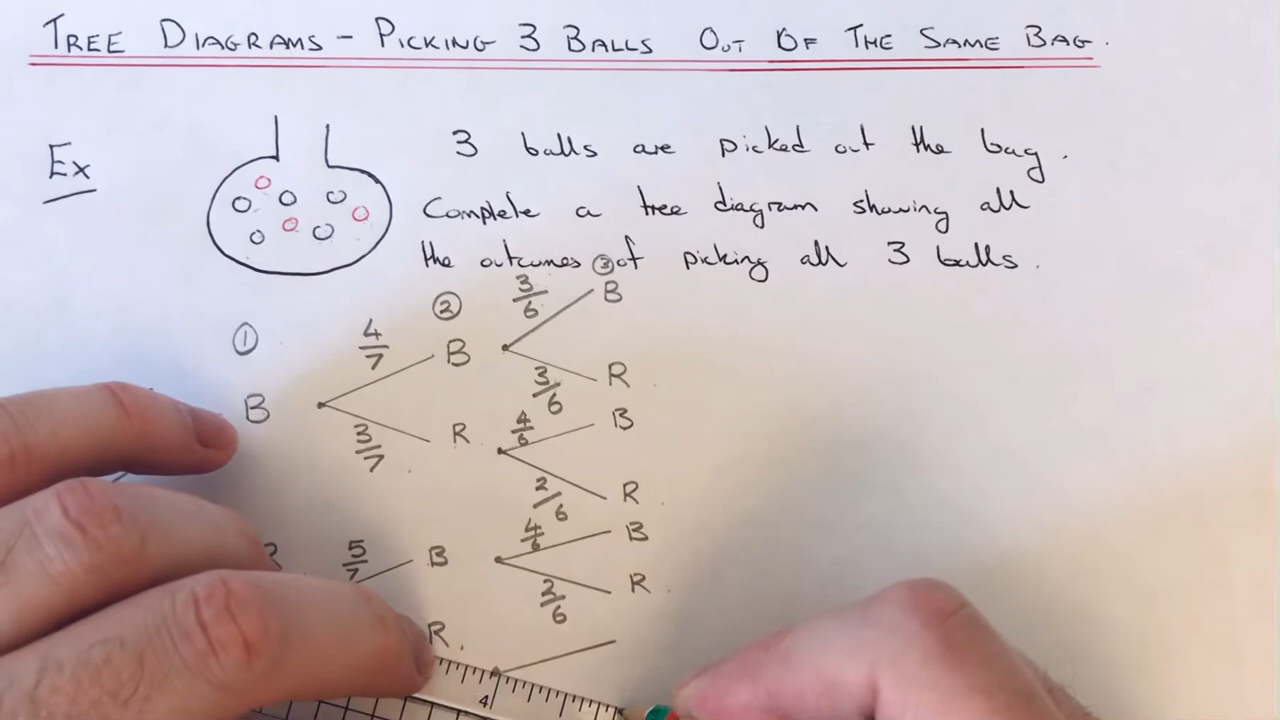 TREE DIAGRAMS - PICKING 3 BALLS OUT OF THE SAME BAG.
Ex
3 balls are picked out the bag.
Complete a tree diagram showing all
the outcomes of picking all 3 balls.
① ② ③
3/6 B
4/7 B
3/6 R
B
4/6 B
3/7 R
2/6 R
4/6 B
5/7 B
2/6 R
R.
4